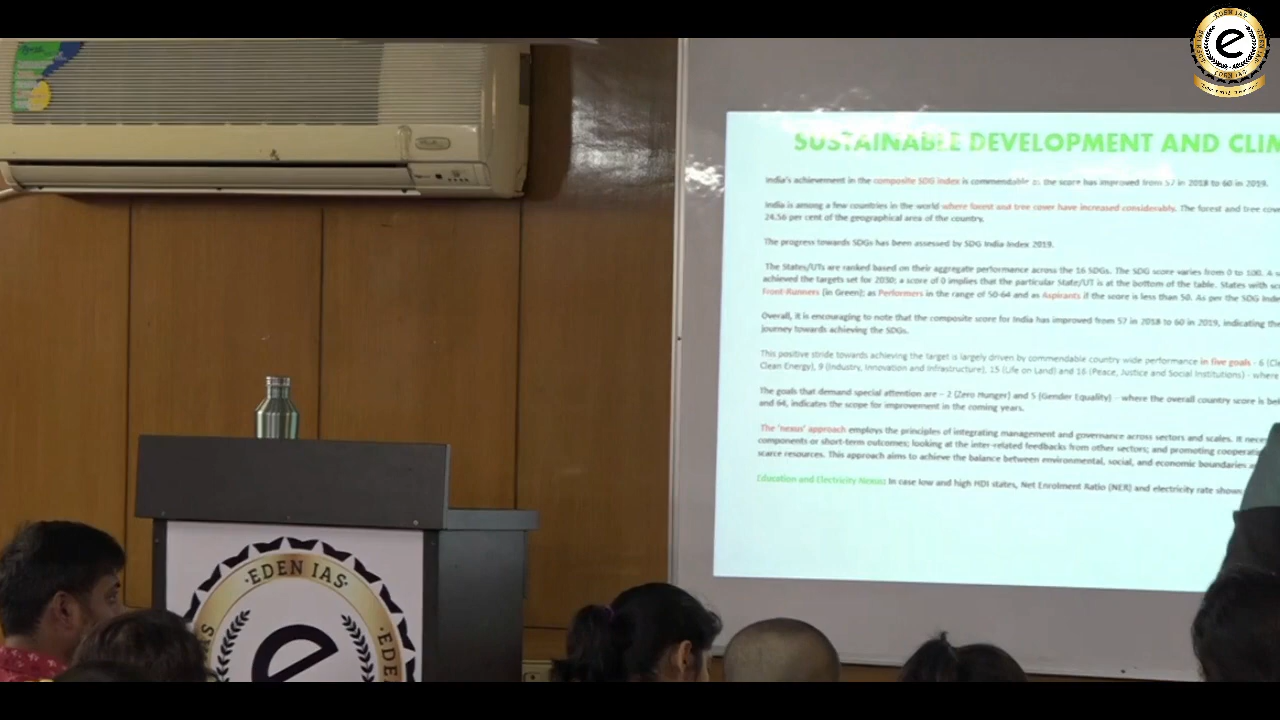 SUSTAINABLE DEVELOPMENT AND CLIM
India's achievement in the composite SDG index is commendable as the score has improved from 57 in 2018 to 60 in 2019.
India is among a few countries in the world where forest and tree cover have increased considerably. The forest and tree cov
24.56 per cent of the geographical area of the country.
The progress towards SDGs has been assessed by SDG India Index 2019.
The States/UTs are ranked based on their aggregate performance across the 16 SDGs. The SDG score varies from 0 to 100. A s
achieved the targets set for 2030; a score of 0 implies that the particular State/UT is at the bottom of the table. States with sc
Front Runners (in Green); as Performers in the range of 50-64 and as Aspirants if the score is less than 50. As per the SDG Inde
Overall, it is encouraging to note that the composite score for India has improved from 57 in 2018 to 60 in 2019, indicating the
journey towards achieving the SDGs.
This positive stride towards achieving the target is largely driven by commendable country wide performance in five goals - 6 (Cle
Clean Energy), 9 (Industry, Innovation and Infrastructure), 15 (Life on Land) and 16 (Peace, Justice and Social Institutions) - where
The goals that demand special attention are – 2 (Zero Hunger) and 5 (Gender Equality) - where the overall country score is bel
and 64, indicates the scope for improvement in the coming years.
The 'nexus' approach employs the principles of integrating management and governance across sectors and scales. It nece
components or short-term outcomes; looking at the inter-related feedbacks from other sectors; and promoting cooperati
scarce resources. This approach aims to achieve the balance between environmental, social, and economic boundaries a
Education and Electricity Nexus: In case low and high HDI states, Net Enrolment Ratio (NER) and electricity rate shown
·EDEN IAS·
e
·EDEN IAS·
e
EDEN IAS